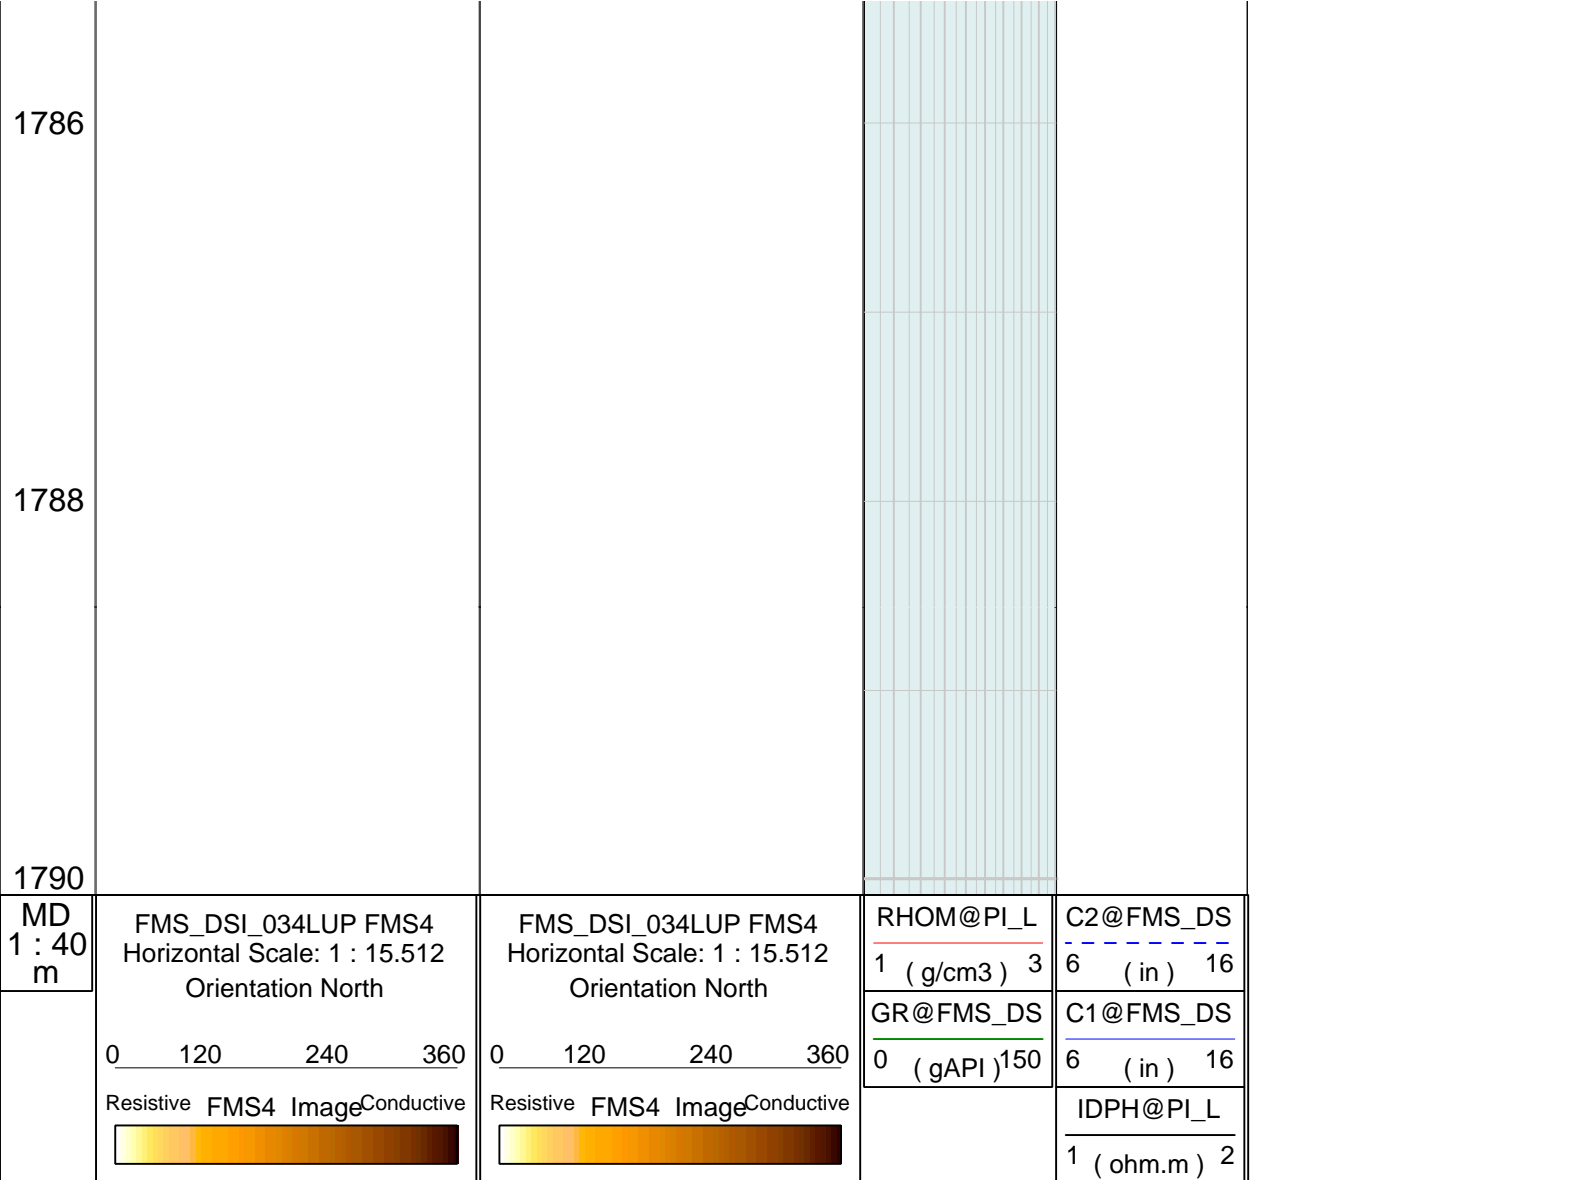 1786
1788
1790
MD
1 : 40
m
FMS_DSI_034LUP FMS4
Horizontal Scale: 1 : 15.512
Orientation North
0 120 240 360
Resistive FMS4 Image Conductive
FMS_DSI_034LUP FMS4
Horizontal Scale: 1 : 15.512
Orientation North
0 120 240 360
Resistive FMS4 Image Conductive
RHOM@PI_L
1 ( g/cm3 ) 3
GR@FMS_DS
0 ( gAPI ) 150
C2@FMS_DS
6 ( in ) 16
C1@FMS_DS
6 ( in ) 16
IDPH@PI_L
1 ( ohm.m ) 2